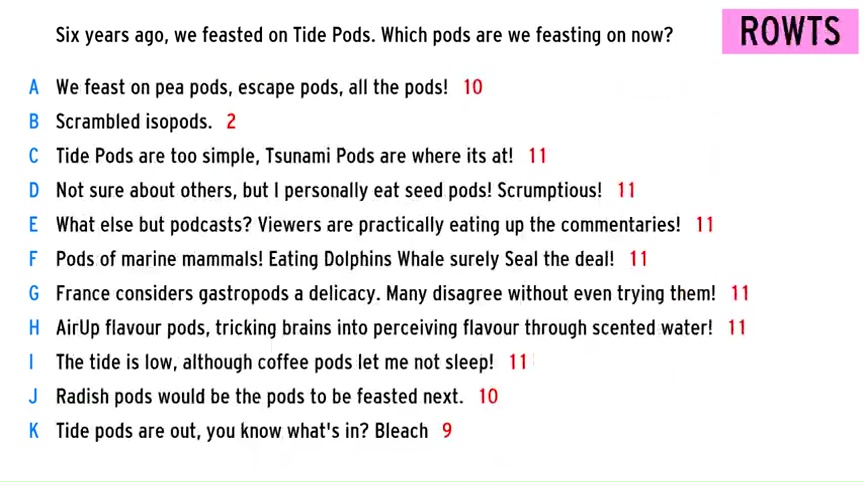 Six years ago, we feasted on Tide Pods. Which pods are we feasting on now?
ROWTS
A We feast on pea pods, escape pods, all the pods! 10
B Scrambled isopods. 2
C Tide Pods are too simple, Tsunami Pods are where its at! 11
D Not sure about others, but I personally eat seed pods! Scrumptious! 11
E What else but podcasts? Viewers are practically eating up the commentaries! 11
F Pods of marine mammals! Eating Dolphins Whale surely Seal the deal! 11
G France considers gastropods a delicacy. Many disagree without even trying them! 11
H AirUp flavour pods, tricking brains into perceiving flavour through scented water! 11
I The tide is low, although coffee pods let me not sleep! 11
J Radish pods would be the pods to be feasted next. 10
K Tide pods are out, you know what's in? Bleach 9